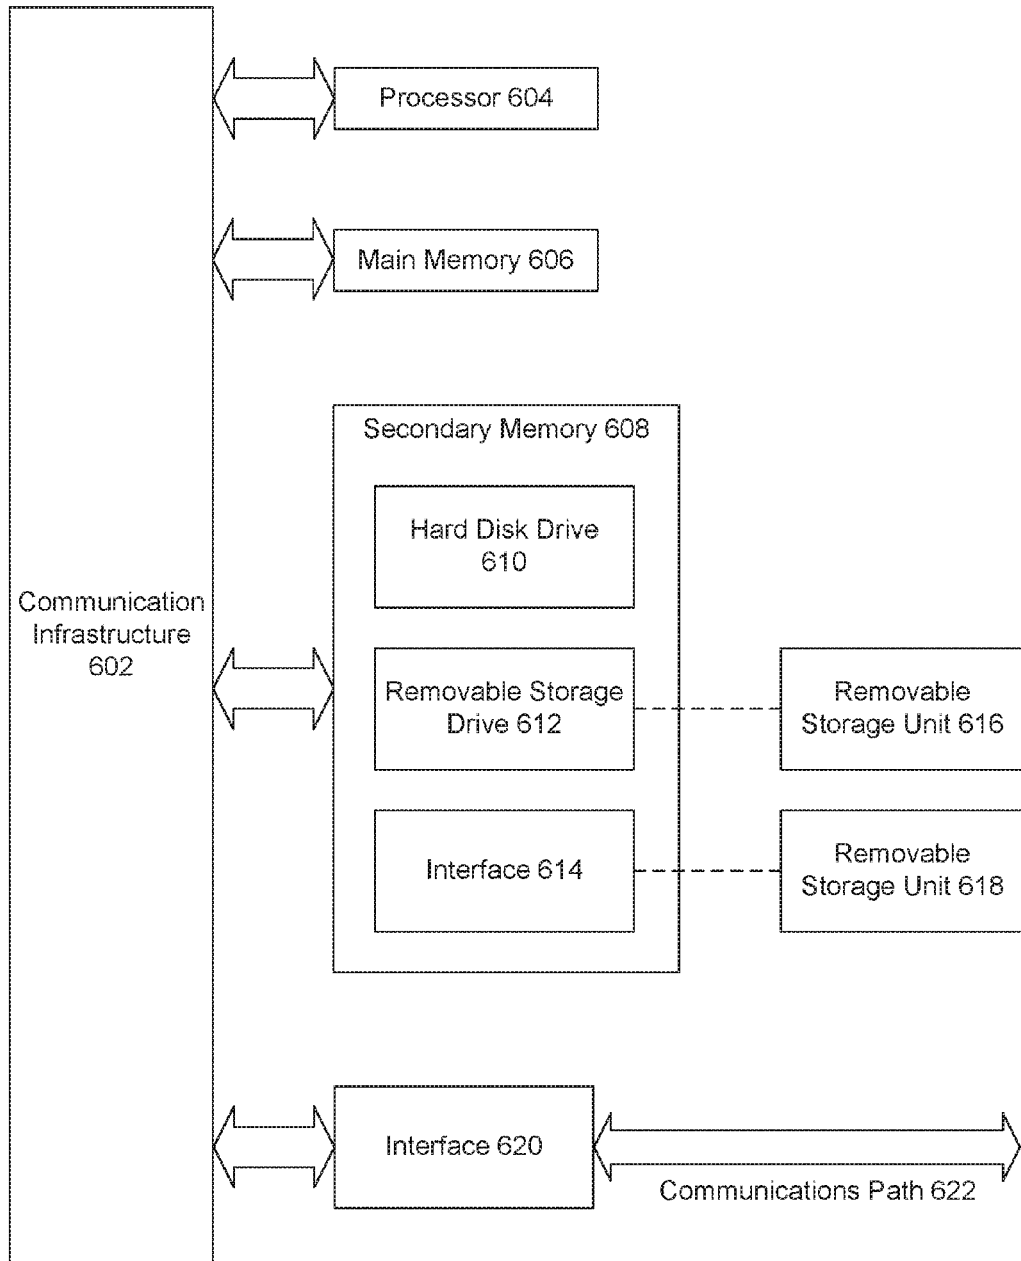 Processor 604
Main Memory 606
Secondary Memory 608
Hard Disk Drive
610
Communication
Infrastructure
602
Removable Storage
Drive 612
Removable
Storage Unit 616
Interface 614
Removable
Storage Unit 618
Interface 620
Communications Path 622